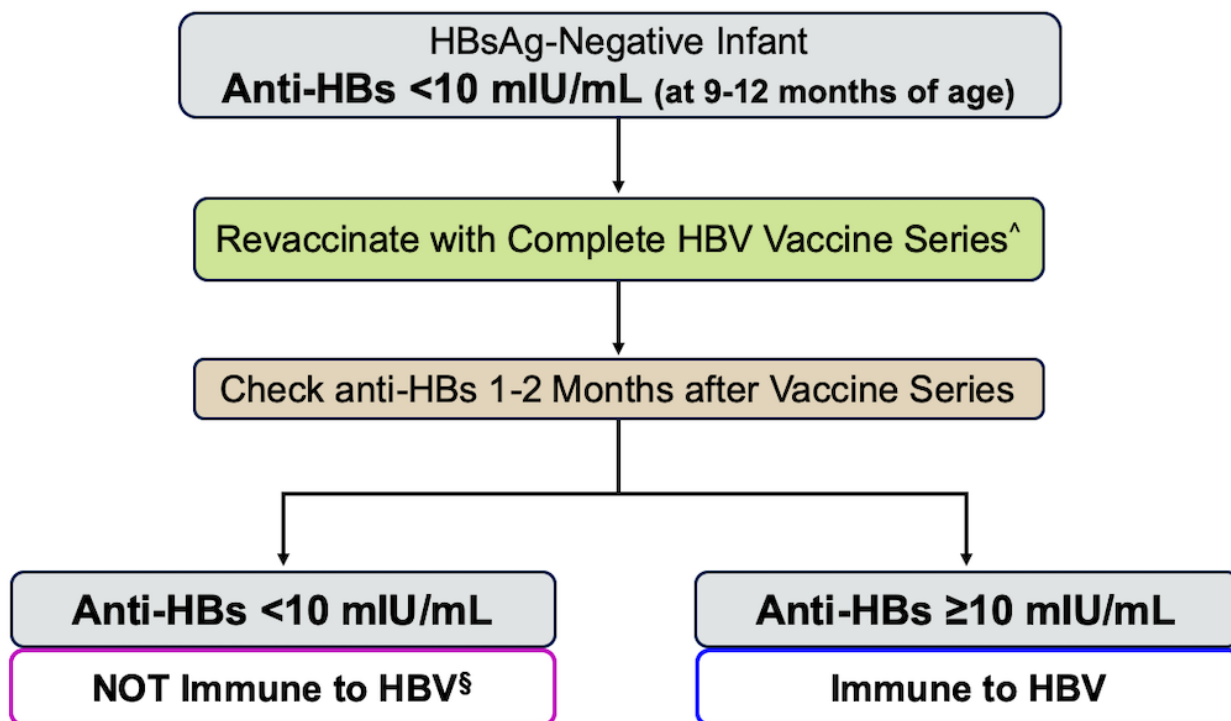 HBsAg-Negative Infant
Anti-HBs <10 mIU/mL (at 9-12 months of age)
Revaccinate with Complete HBV Vaccine Series^
Check anti-HBs 1-2 Months after Vaccine Series
Anti-HBs <10 mIU/mL
NOT Immune to HBV§
Anti-HBs ≥10 mIU/mL
Immune to HBV